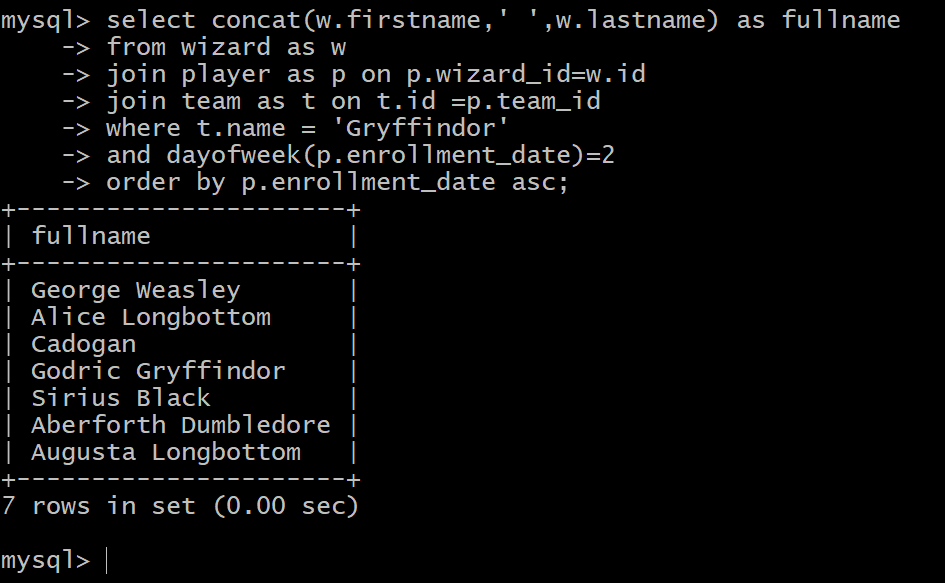 mysql> select concat(w.firstname,' ',w.lastname) as fullname
    -> from wizard as w
    -> join player as p on p.wizard_id=w.id
    -> join team as t on t.id =p.team_id
    -> where t.name = 'Gryffindor'
    -> and dayofweek(p.enrollment_date)=2
    -> order by p.enrollment_date asc;
+----------------------+
| fullname             |
+----------------------+
| George Weasley       |
| Alice Longbottom     |
| Cadogan              |
| Godric Gryffindor    |
| Sirius Black         |
| Aberforth Dumbledore |
| Augusta Longbottom   |
+----------------------+
7 rows in set (0.00 sec)

mysql>